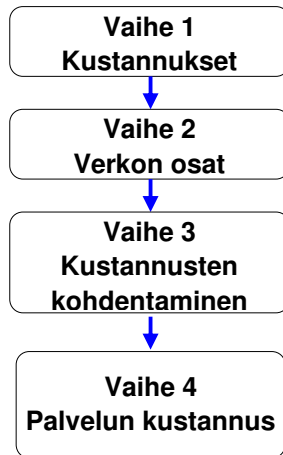 Vaihe 1
Kustannukset
Vaihe 2
Verkon osat
Vaihe 3
Kustannusten
kohdentaminen
Vaihe 4
Palvelun kustannus